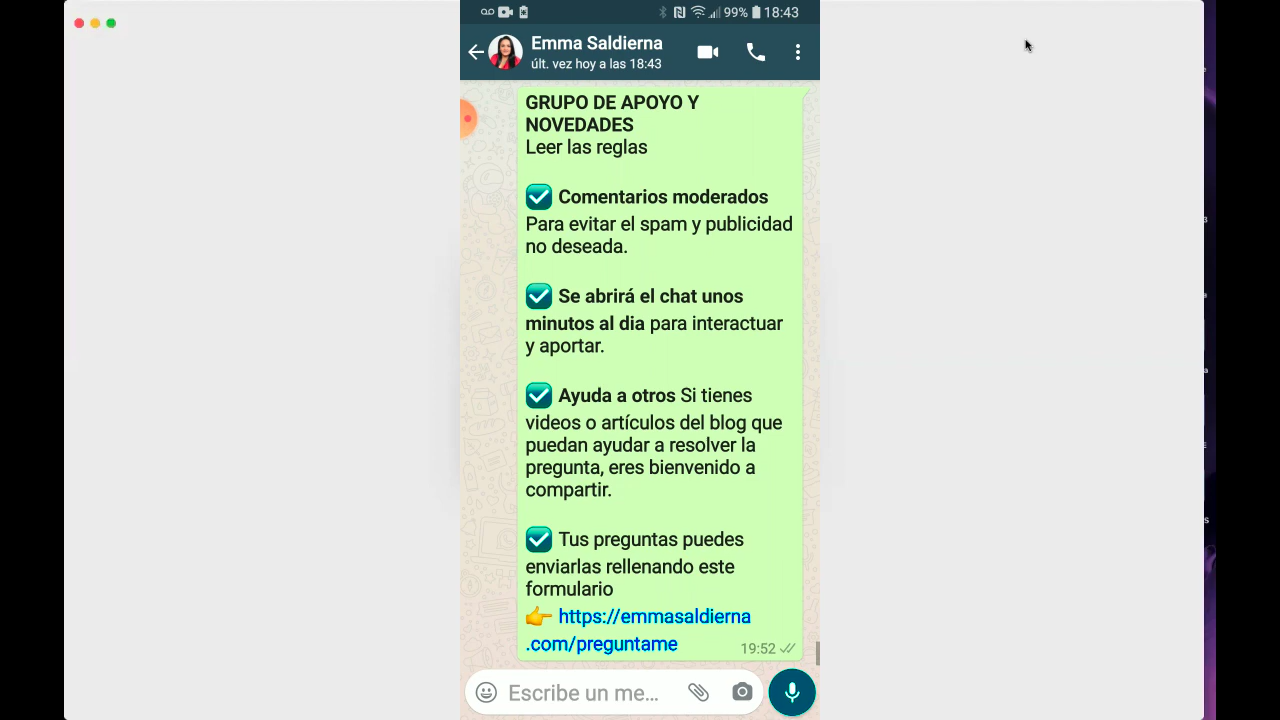 99% 18:43
Emma Saldierna
últ. vez hoy a las 18:43
GRUPO DE APOYO Y
NOVEDADES
Leer las reglas
Comentarios moderados
Para evitar el spam y publicidad
no deseada.
Se abrirá el chat unos
minutos al dia para interactuar
y aportar.
Ayuda a otros Si tienes
videos o artículos del blog que
puedan ayudar a resolver la
pregunta, eres bienvenido a
compartir.
Tus preguntas puedes
enviarlas rellenando este
formulario
https://emmasaldierna
.com/preguntame
19:52
Escribe un me...